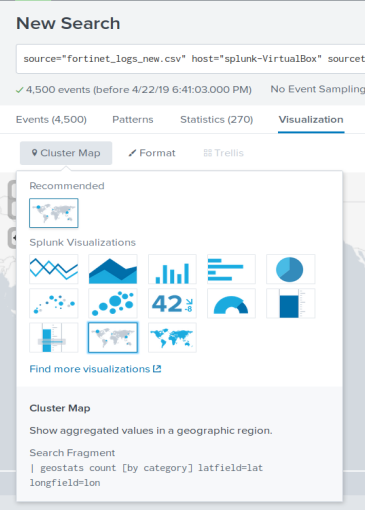 New Search
source="fortinet_logs_new.csv" host="splunk-VirtualBox" sourcet
✓ 4,500 events (before 4/22/19 6:41:03.000 PM) No Event Sampling
Events (4,500) Patterns Statistics (270) Visualization
Cluster Map Format Trellis
Recommended
Splunk Visualizations
42 -8
Find more visualizations
Cluster Map
Show aggregated values in a geographic region.
Search Fragment
| geostats count [by category] latfield=lat
longfield=lon